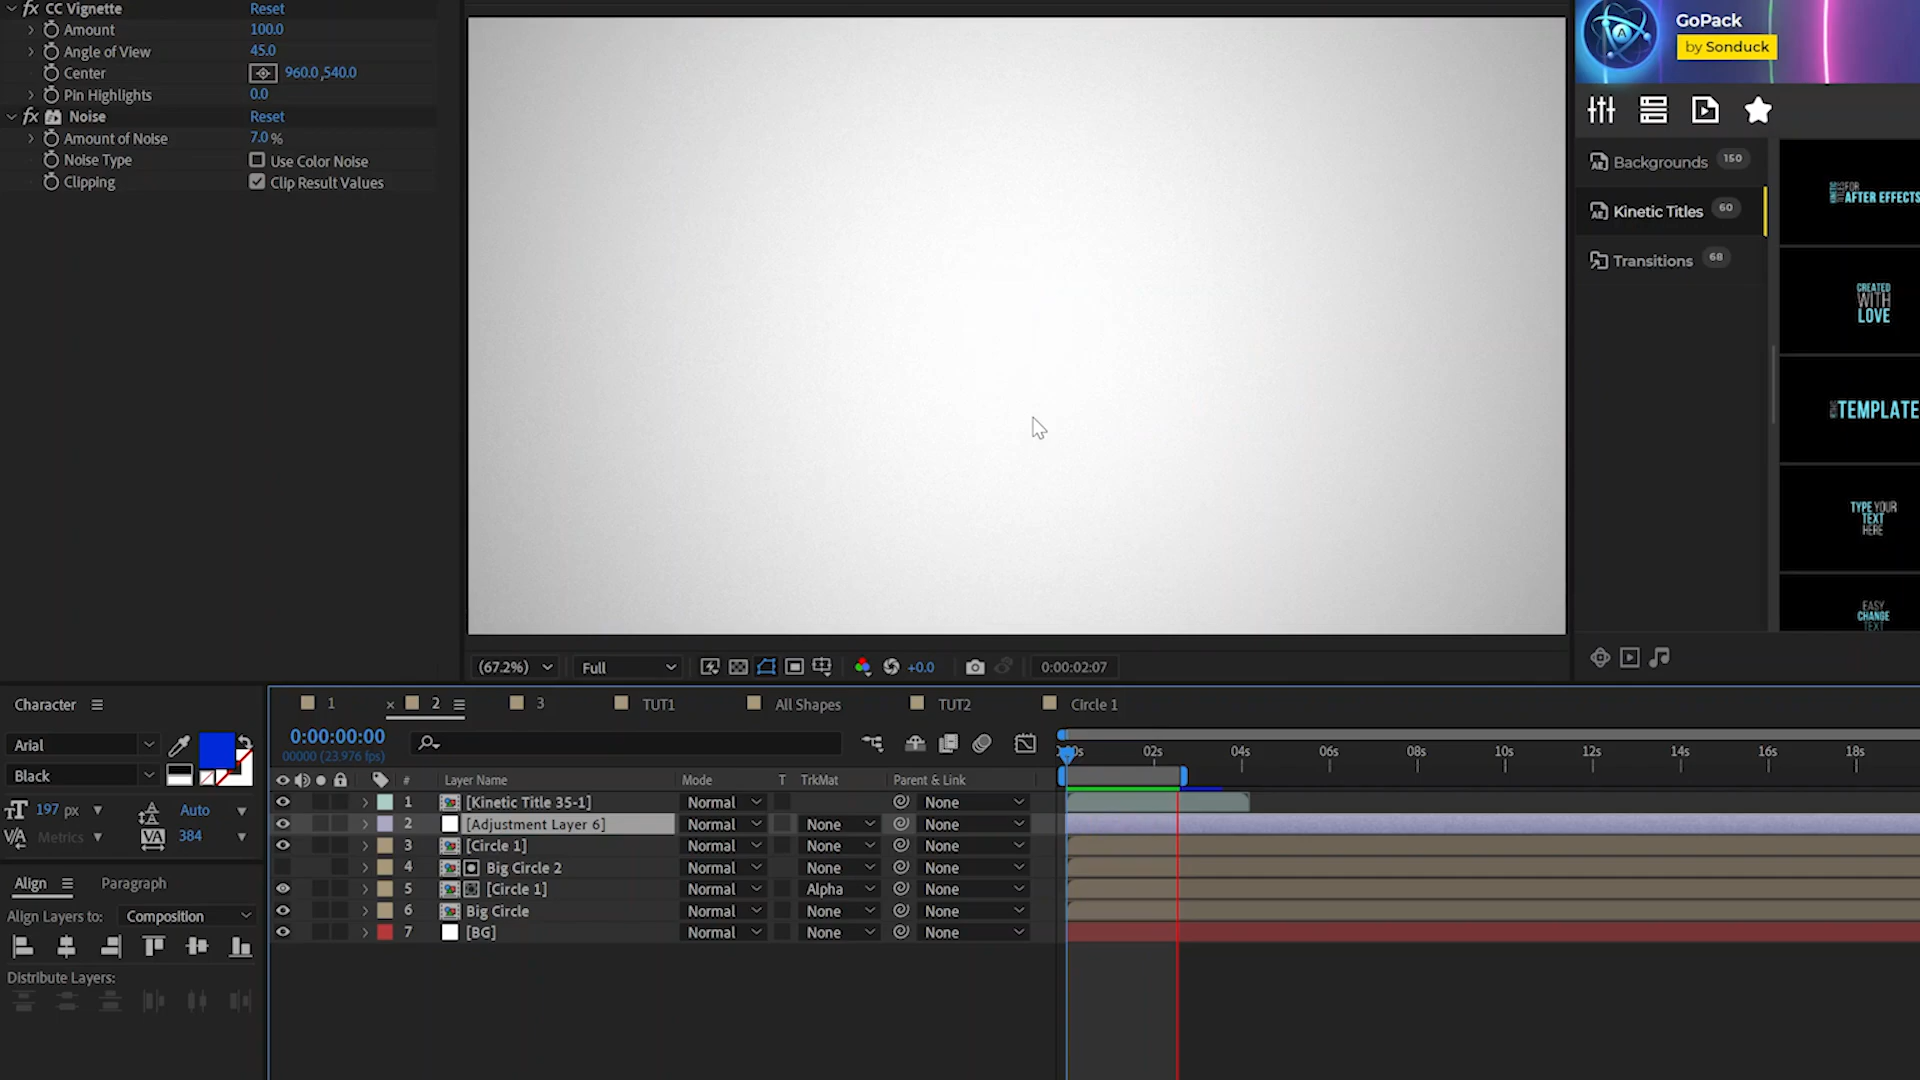 fx CC Vignette Reset
Amount 100.0
Angle of View 45.0
Center 960.0 ,540.0
Pin Highlights 0.0
fx Noise Reset
Amount of Noise 7.0 %
Noise Type Use Color Noise
Clipping Clip Result Values
(67.2%) Full +0.0 0:00:02:07
GoPack
by Sonduck
Backgrounds 150
Kinetic Titles 60
Transitions 68
AFTER EFFECTS
CREATED
WITH
LOVE
TEMPLATE
TYPE YOUR
TEXT
HERE
EASY
CHANGE
TEXT
Character
Arial
Black
197 px Auto
Metrics 384
Align Paragraph
Align Layers to: Composition
Distribute Layers:
1 × 2 3 TUT1 All Shapes TUT2 Circle 1
0:00:00:00
00000 (23.976 fps)
00s 02s 04s 06s 08s 10s 12s 14s 16s 18s
# Layer Name Mode T TrkMat Parent & Link
1 [Kinetic Title 35-1] Normal None
2 [Adjustment Layer 6] Normal None None
3 [Circle 1] Normal None None
4 Big Circle 2 Normal None None
5 [Circle 1] Normal Alpha None
6 Big Circle Normal None None
7 [BG] Normal None None